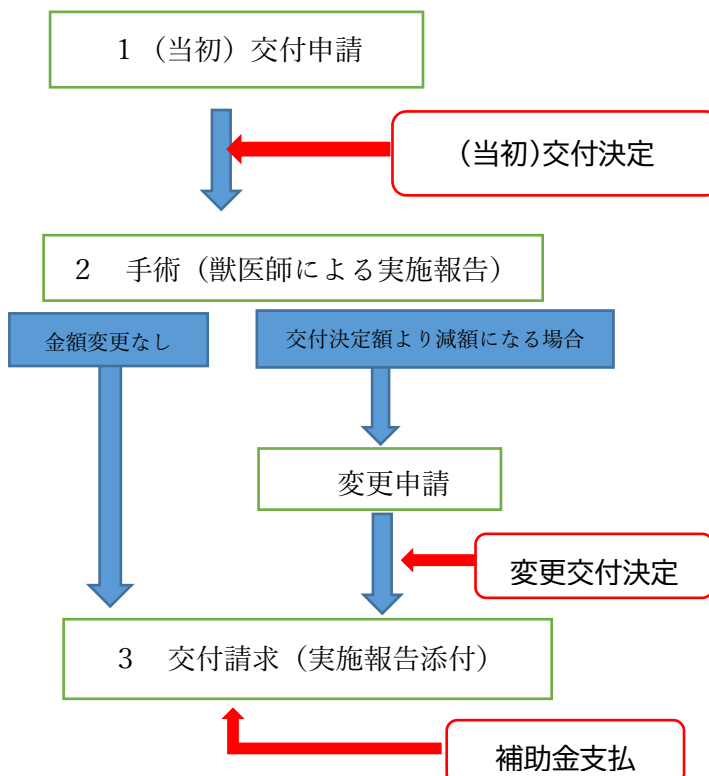 1（当初）交付申請
（当初）交付決定
2　手術（獣医師による実施報告）
金額変更なし
交付決定額より減額になる場合
変更申請
変更交付決定
3　交付請求（実施報告添付）
補助金支払